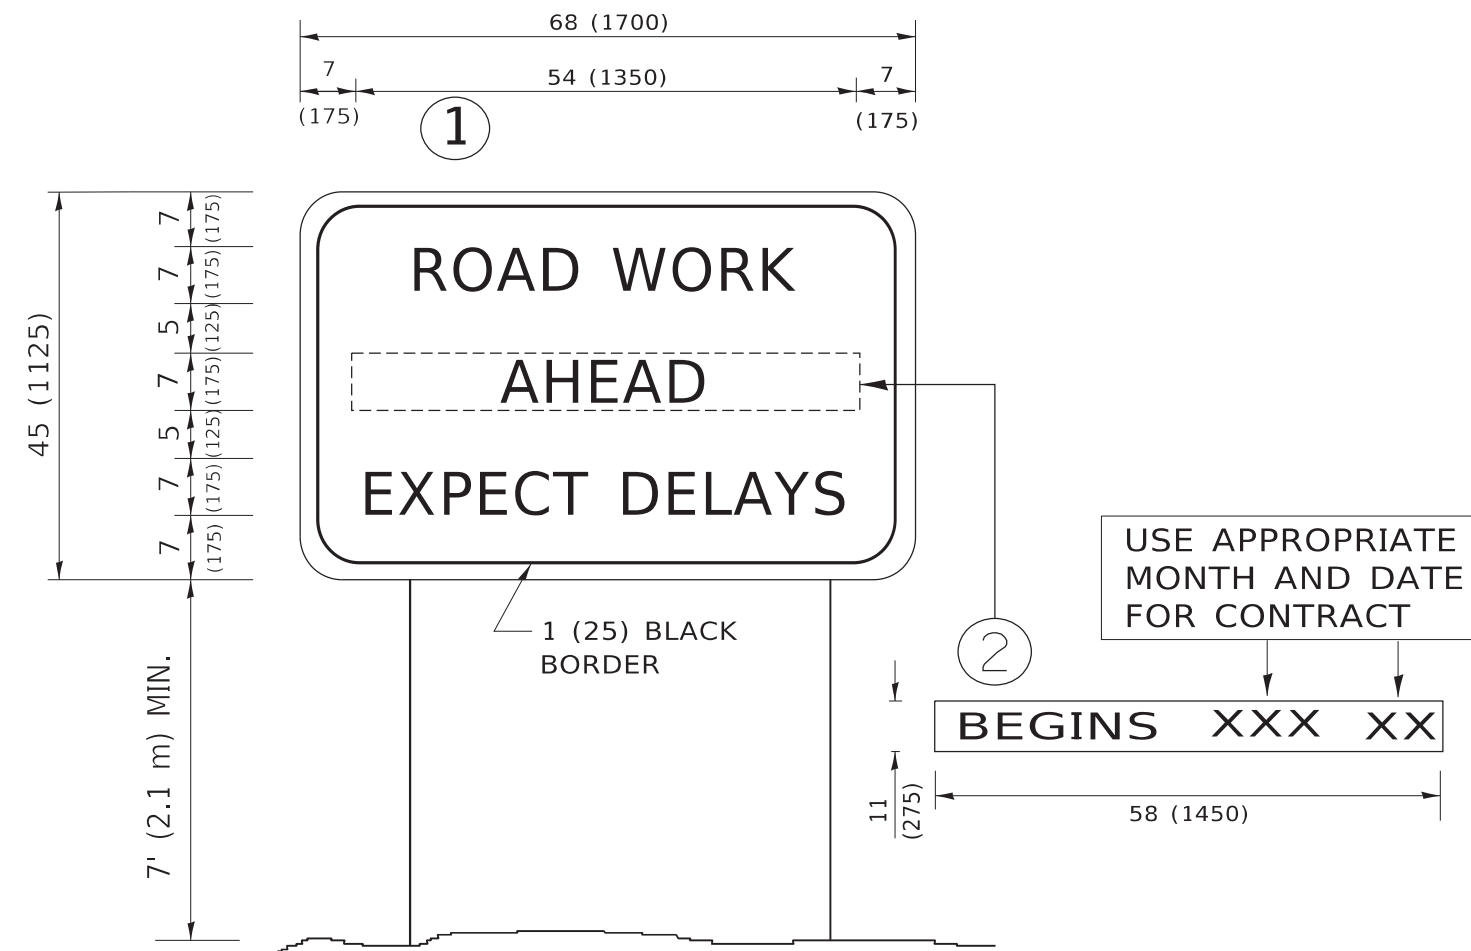 68 (1700)
7
54 (1350)
7
(175)
(175)
1
ROAD WORK
AHEAD
EXPECT DELAYS
45 (1125)
7 (175)
7 (175)
5 (125)
7 (175)
5 (125)
7 (175)
7 (175)
7' (2.1 m) MIN.
1 (25) BLACK
BORDER
2
USE APPROPRIATE
MONTH AND DATE
FOR CONTRACT
BEGINS XXX XX
11
(275)
58 (1450)